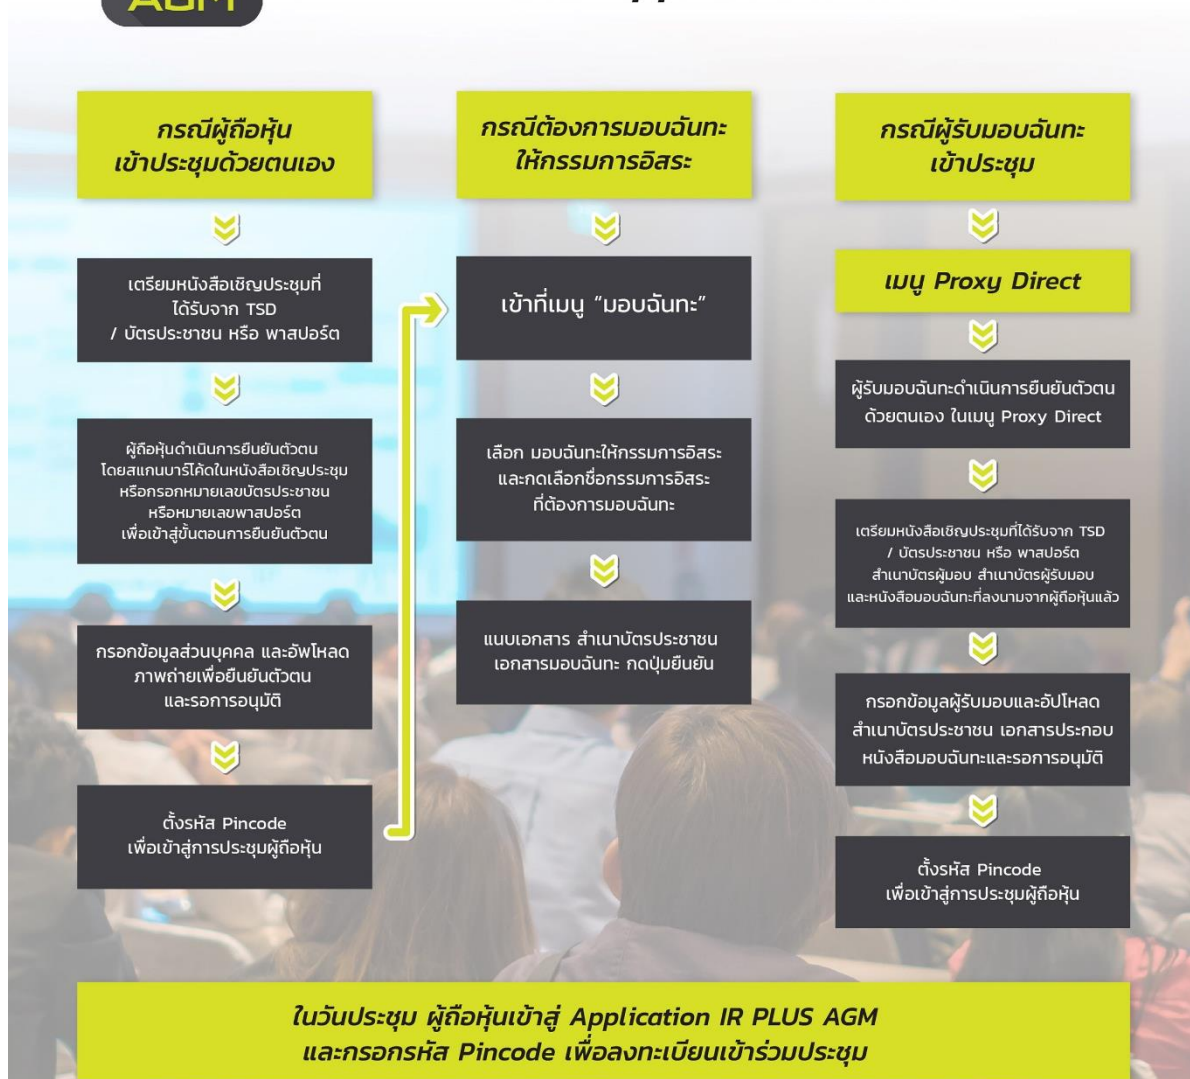 AGM
กรณีผู้ถือหุ้น
เข้าประชุมด้วยตนเอง
เตรียมหนังสือเชิญประชุมที่
ได้รับจาก TSD
/ บัตรประชาชน หรือ พาสปอร์ต
ผู้ถือหุ้นดำเนินการยืนยันตัวตน
โดยสแกนบาร์โค้ดในหนังสือเชิญประชุม
หรือกรอกหมายเลขบัตรประชาชน
หรือหมายเลขพาสปอร์ต
เพื่อเข้าสู่ขั้นตอนการยืนยันตัวตน
กรอกข้อมูลส่วนบุคคล และอัพโหลด
ภาพถ่ายเพื่อยืนยันตัวตน
และรอการอนุมัติ
ตั้งรหัส Pincode
เพื่อเข้าสู่การประชุมผู้ถือหุ้น
กรณีต้องการมอบฉันทะ
ให้กรรมการอิสระ
เข้าที่เมนู “มอบฉันทะ”
เลือก มอบฉันทะให้กรรมการอิสระ
และกดเลือกชื่อกรรมการอิสระ
ที่ต้องการมอบฉันทะ
แนบเอกสาร สำเนาบัตรประชาชน
เอกสารมอบฉันทะ กดปุ่มยืนยัน
กรณีผู้รับมอบฉันทะ
เข้าประชุม
เมนู Proxy Direct
ผู้รับมอบฉันทะดำเนินการยืนยันตัวตน
ด้วยตนเอง ในเมนู Proxy Direct
เตรียมหนังสือเชิญประชุมที่ได้รับจาก TSD
/ บัตรประชาชน หรือ พาสปอร์ต
สำเนาบัตรผู้มอบ สำเนาบัตรผู้รับมอบ
และหนังสือมอบฉันทะที่ลงนามจากผู้ถือหุ้นแล้ว
กรอกข้อมูลผู้รับมอบและอัปโหลด
สำเนาบัตรประชาชน เอกสารประกอบ
หนังสือมอบฉันทะและรอการอนุมัติ
ตั้งรหัส Pincode
เพื่อเข้าสู่การประชุมผู้ถือหุ้น
ในวันประชุม ผู้ถือหุ้นเข้าสู่ Application IR PLUS AGM
และกรอกรหัส Pincode เพื่อลงทะเบียนเข้าร่วมประชุม